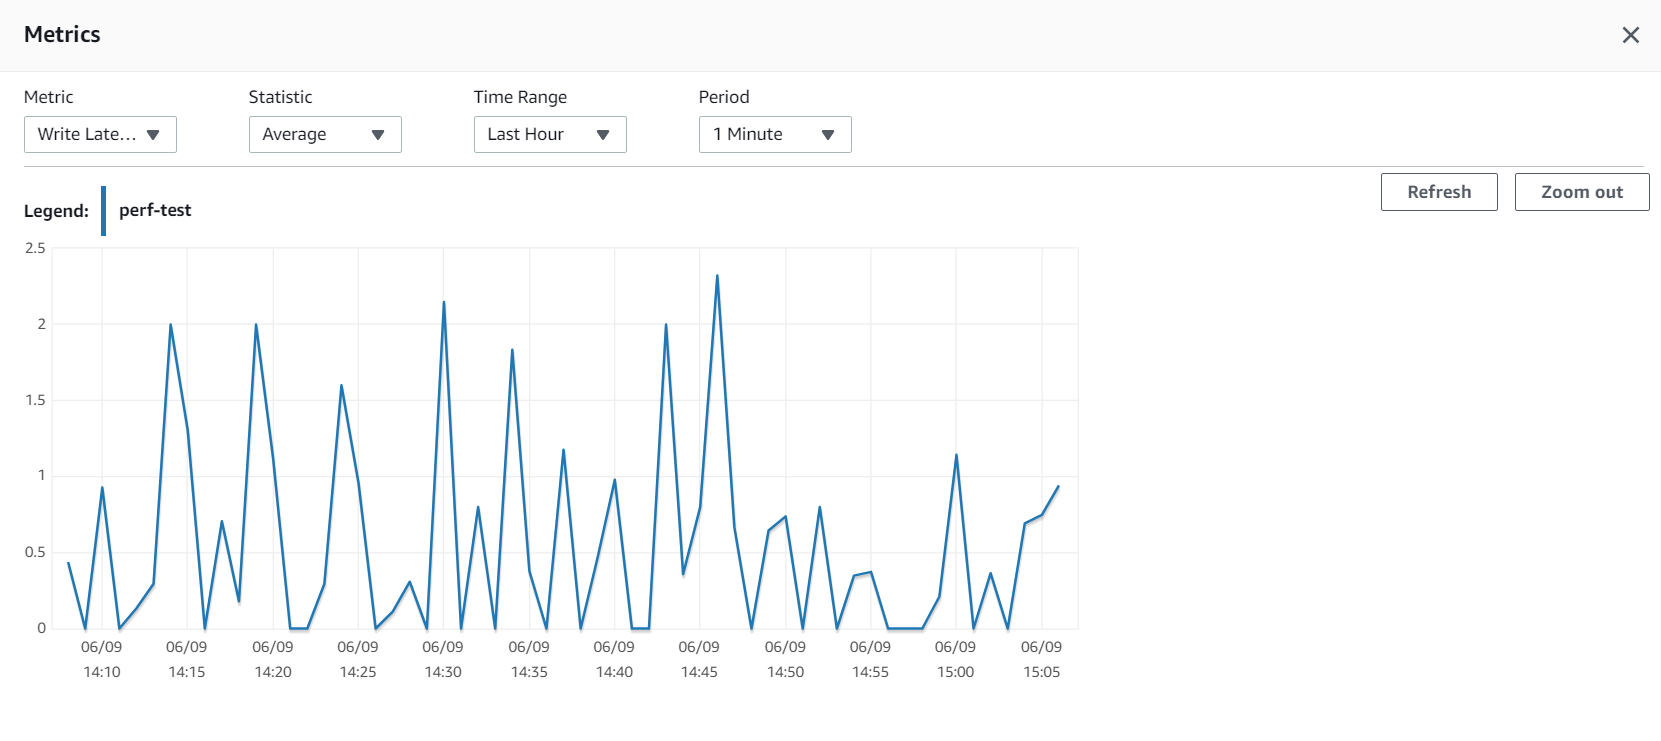 Metrics
Metric Statistic Time Range Period
Write Late... Average Last Hour 1 Minute
Refresh Zoom out
Legend: perf-test
2.5
2
1.5
1
0.5
0
06/09 06/09 06/09 06/09 06/09 06/09 06/09 06/09 06/09 06/09 06/09 06/09
14:10 14:15 14:20 14:25 14:30 14:35 14:40 14:45 14:50 14:55 15:00 15:05